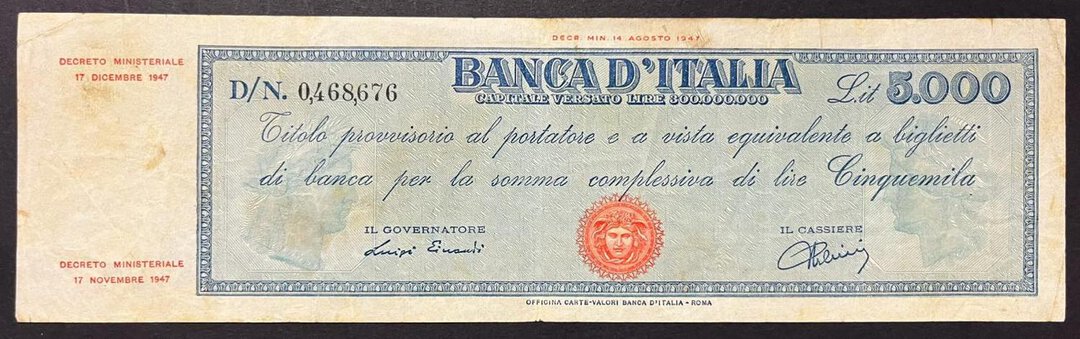 DECR. MIN. 14 AGOSTO 1947
DECRETO MINISTERIALE
17 DICEMBRE 1947
BANCA D'ITALIA
CAPITALE VERSATO LIRE 300.000.000
D/N. 0,468,676
Lit 5.000
Titolo provvisorio al portatore e a vista equivalente a biglietti
di banca per la somma complessiva di lire Cinquemila
IL GOVERNATORE
Luigi Einaudi
IL CASSIERE
DECRETO MINISTERIALE
17 NOVEMBRE 1947
OFFICINA CARTE-VALORI BANCA D'ITALIA - ROMA